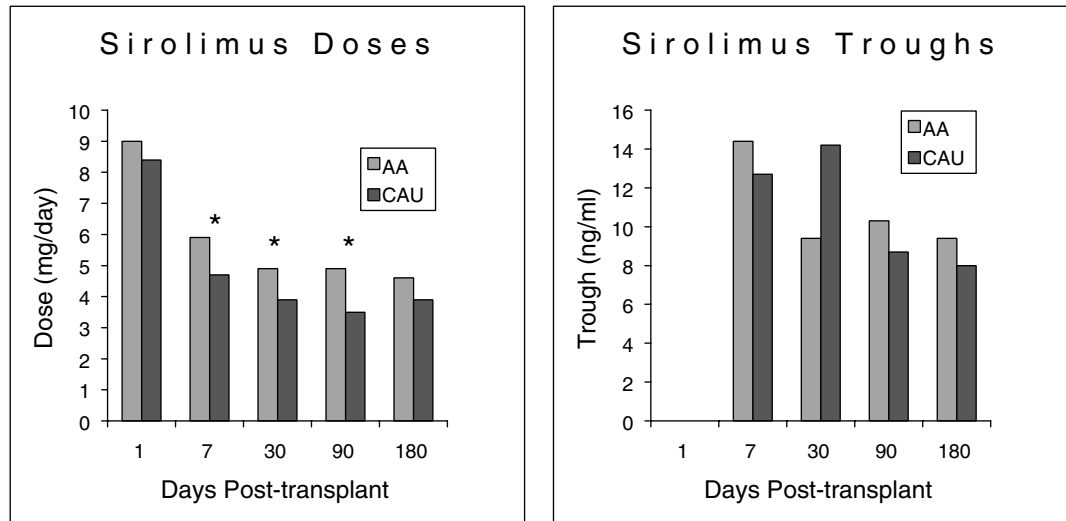 Sirolimus Doses
10
9
8
7
6
5
4
3
2
1
0
Dose (mg/day)
AA
CAU
*
*
*
1 7 30 90 180
Days Post-transplant
Sirolimus Troughs
16
14
12
10
8
6
4
2
0
Trough (ng/ml)
AA
CAU
1 7 30 90 180
Days Post-transplant